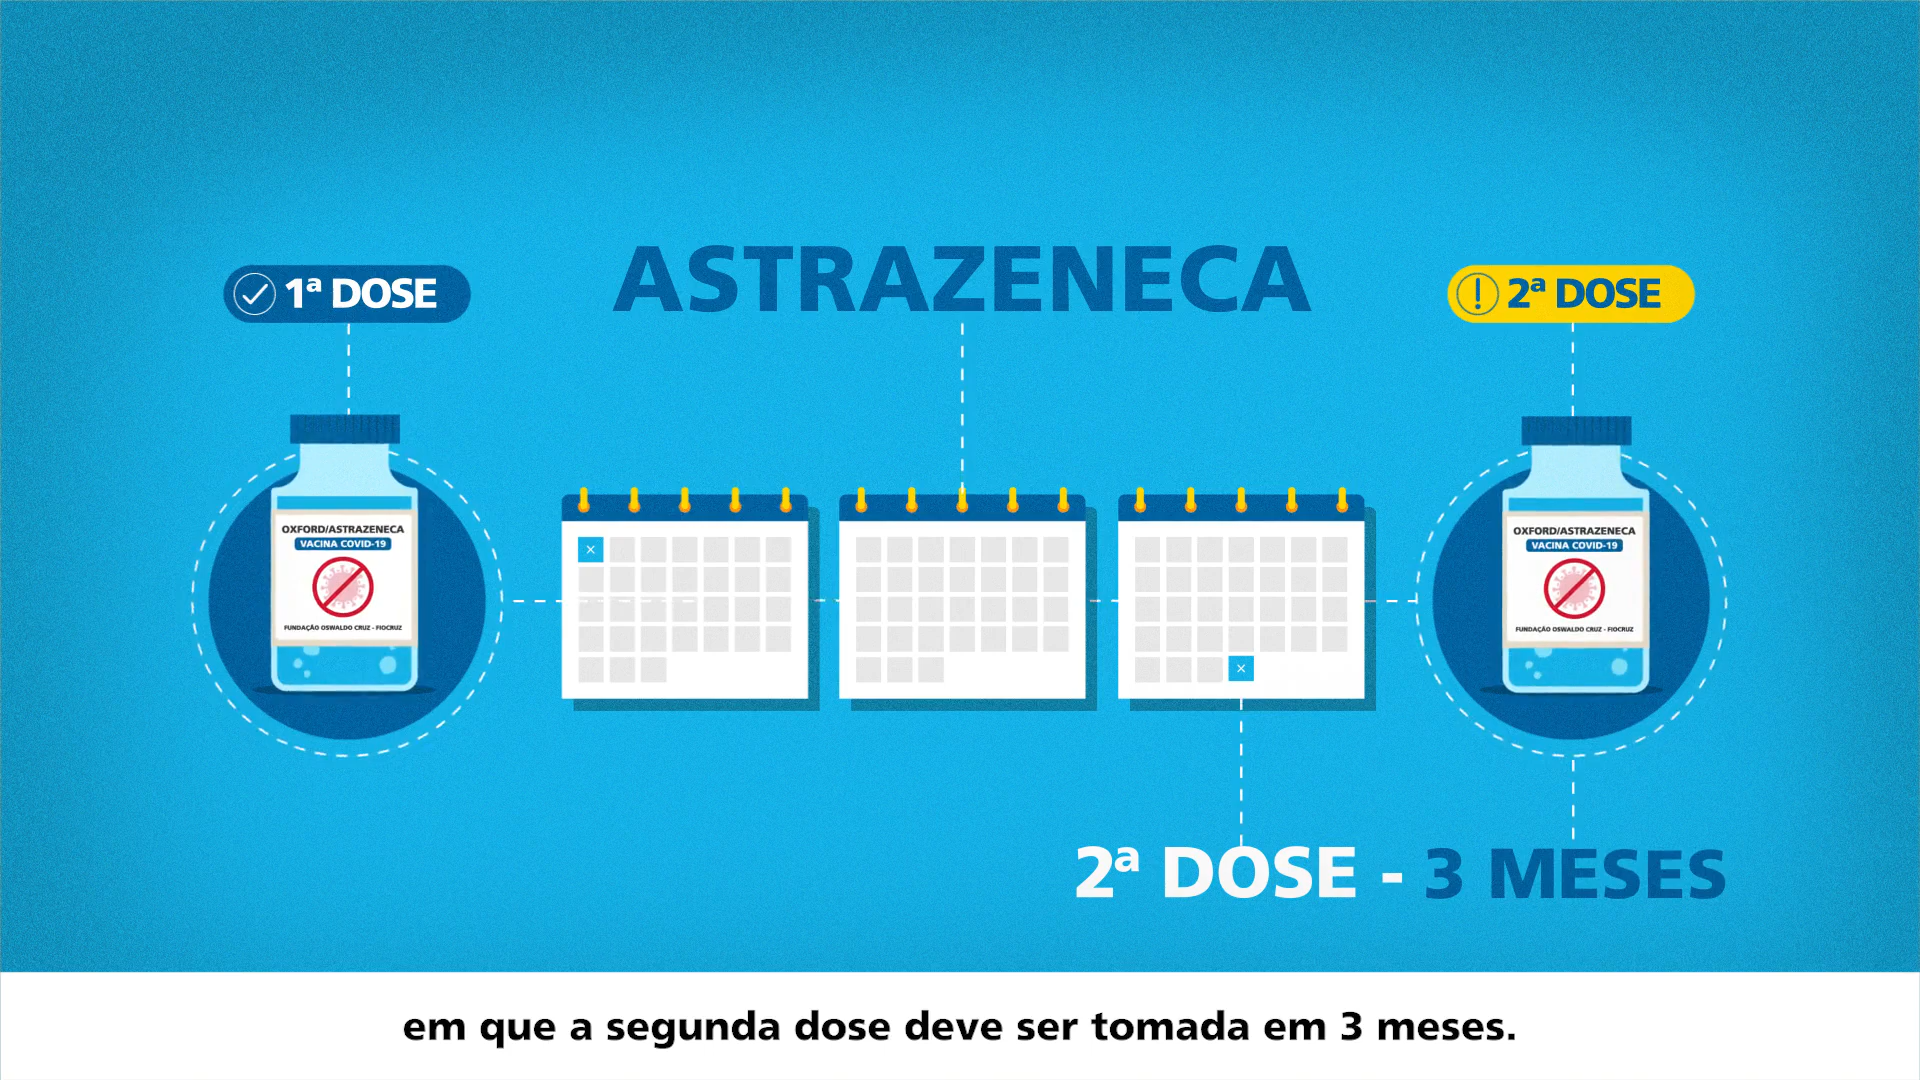 ASTRAZENECA
1ª DOSE
2ª DOSE
OXFORD/ASTRAZENECA
VACINA COVID-19
FUNDAÇÃO OSWALDO CRUZ - FIOCRUZ
OXFORD/ASTRAZENECA
VACINA COVID-19
FUNDAÇÃO OSWALDO CRUZ - FIOCRUZ
2ª DOSE - 3 MESES
em que a segunda dose deve ser tomada em 3 meses.